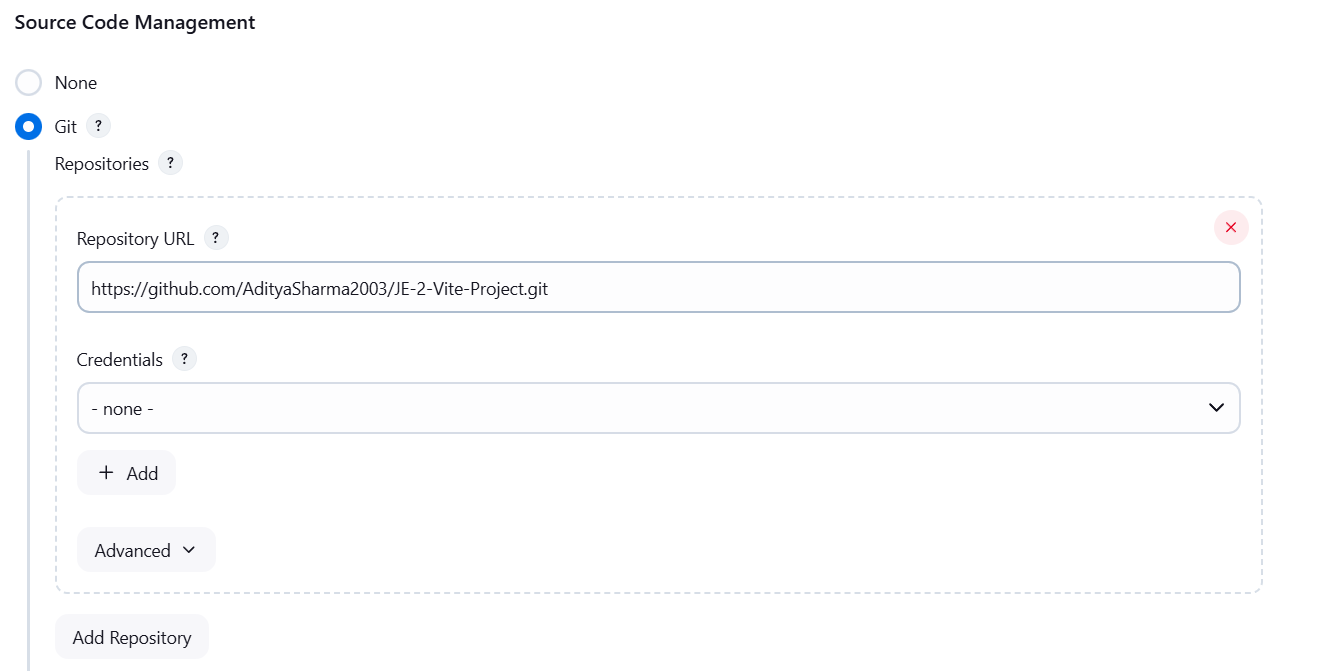 Source Code Management
None
Git ?
Repositories ?
Repository URL ?
https://github.com/AdityaSharma2003/JE-2-Vite-Project.git
Credentials ?
- none -
+ Add
Advanced
Add Repository